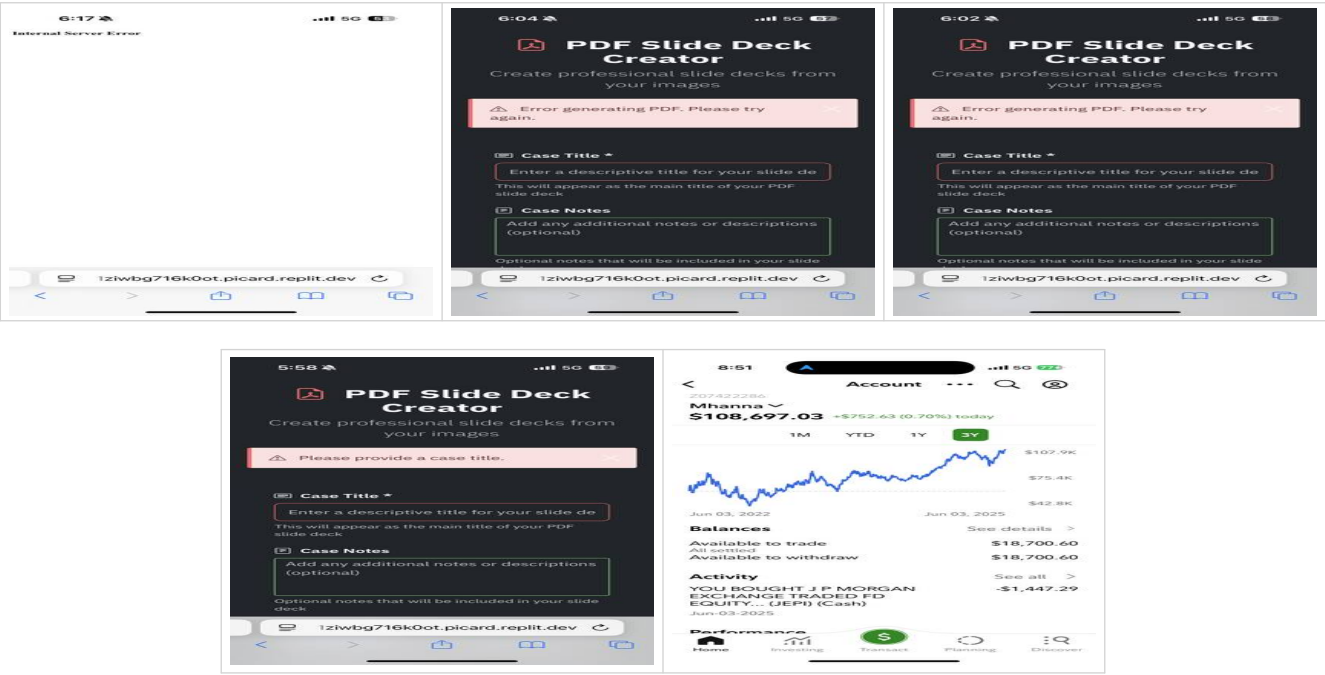 6:17
5G
Internal Server Error
1ziwbg716k0ot.picard.replit.dev
6:04
5G
PDF Slide Deck
Creator
Create professional slide decks from
your images
Error generating PDF. Please try
again.
Case Title *
Enter a descriptive title for your slide de
This will appear as the main title of your PDF
slide deck
Case Notes
Add any additional notes or descriptions
(optional)
Optional notes that will be included in your slide
1ziwbg716k0ot.picard.replit.dev
6:02
5G
PDF Slide Deck
Creator
Create professional slide decks from
your images
Error generating PDF. Please try
again.
Case Title *
Enter a descriptive title for your slide de
This will appear as the main title of your PDF
slide deck
Case Notes
Add any additional notes or descriptions
(optional)
Optional notes that will be included in your slide
1ziwbg716k0ot.picard.replit.dev
5:58
5G
PDF Slide Deck
Creator
Create professional slide decks from
your images
Please provide a case title.
Case Title *
Enter a descriptive title for your slide de
This will appear as the main title of your PDF
slide deck
Case Notes
Add any additional notes or descriptions
(optional)
Optional notes that will be included in your slide
deck
1ziwbg716k0ot.picard.replit.dev
8:51
5G
Account
Mhanna
$108,697.03 +$752.63 (0.70%) today
1M YTD 1Y 3Y
$107.9K
$75.4K
$42.8K
Jun 03, 2022 Jun 03, 2025
Balances See details >
Available to trade $18,700.60
All settled
Available to withdraw $18,700.60
Activity See all >
YOU BOUGHT J P MORGAN -$1,447.29
EXCHANGE TRADED FD
EQUITY... (JEPI) (Cash)
Jun-03-2025
Performance
Home Investing Transact Planning Discover